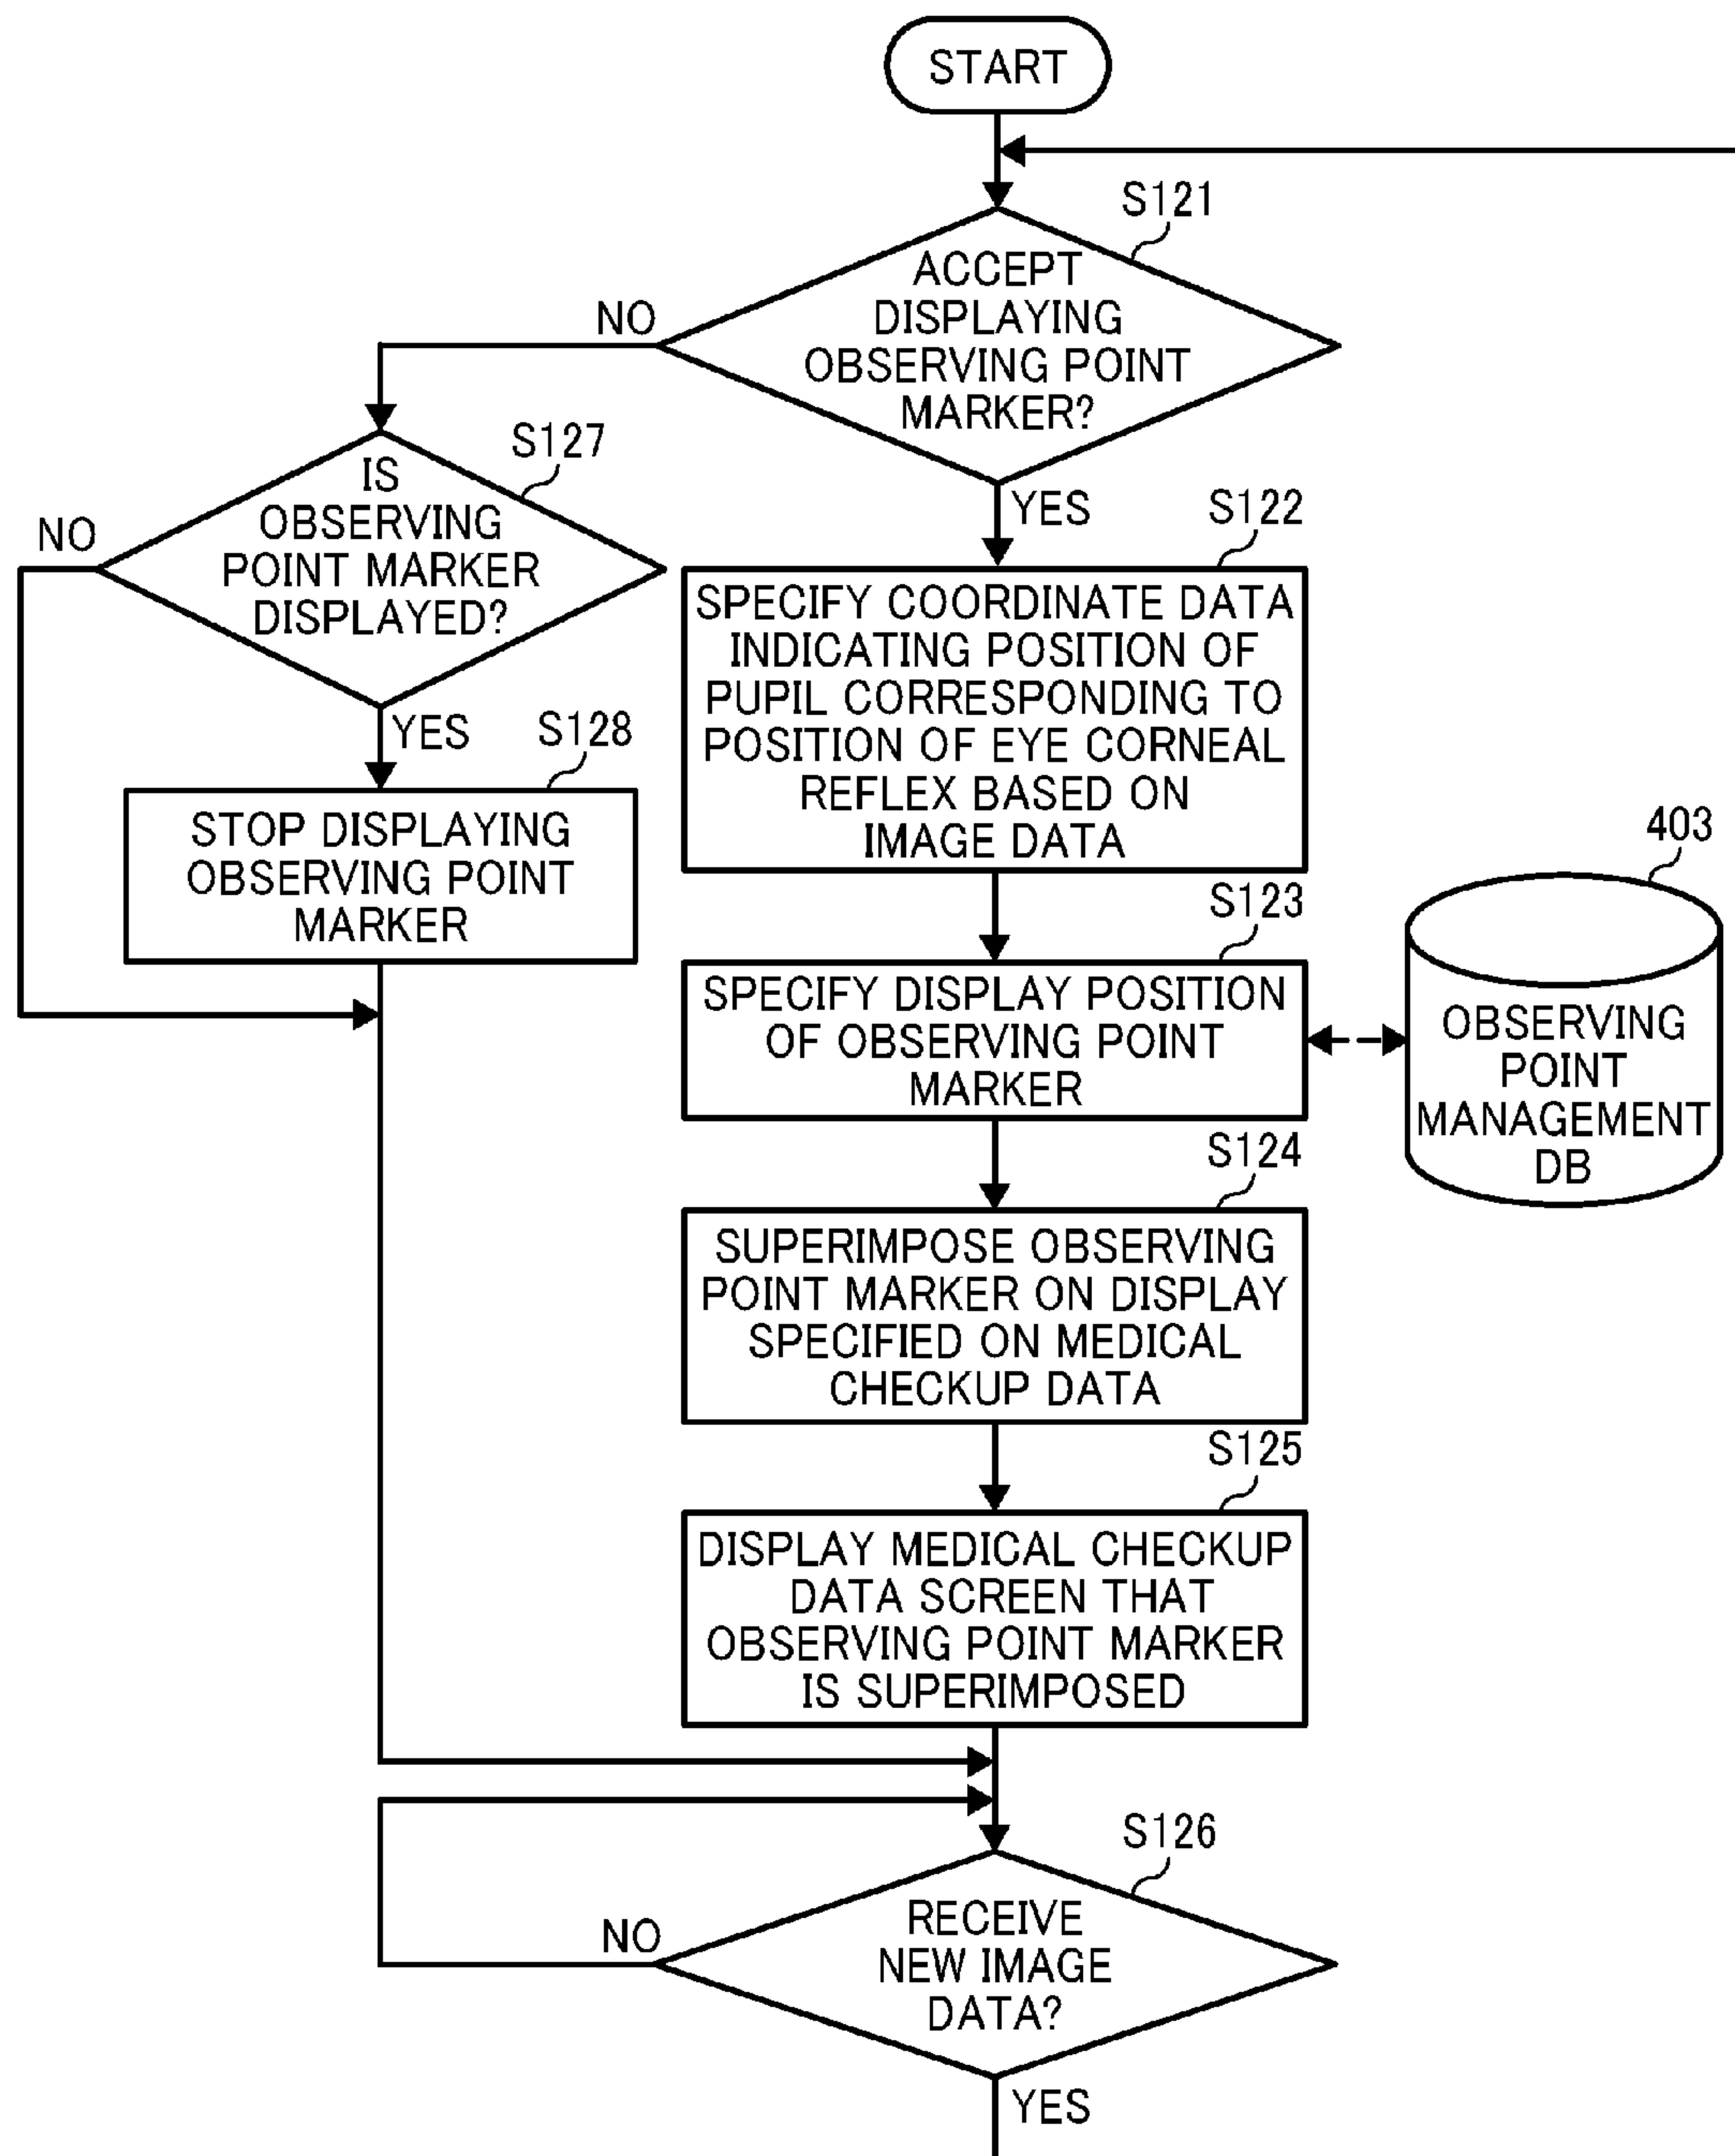 START
S121
ACCEPT
DISPLAYING
OBSERVING POINT
MARKER?
NO
YES
S127
IS
OBSERVING
POINT MARKER
DISPLAYED?
NO
YES
S128
STOP DISPLAYING
OBSERVING POINT
MARKER
S122
SPECIFY COORDINATE DATA
INDICATING POSITION OF
PUPIL CORRESPONDING TO
POSITION OF EYE CORNEAL
REFLEX BASED ON
IMAGE DATA
S123
SPECIFY DISPLAY POSITION
OF OBSERVING POINT
MARKER
403
OBSERVING
POINT
MANAGEMENT
DB
S124
SUPERIMPOSE OBSERVING
POINT MARKER ON DISPLAY
SPECIFIED ON MEDICAL
CHECKUP DATA
S125
DISPLAY MEDICAL CHECKUP
DATA SCREEN THAT
OBSERVING POINT MARKER
IS SUPERIMPOSED
S126
RECEIVE
NEW IMAGE
DATA?
NO
YES